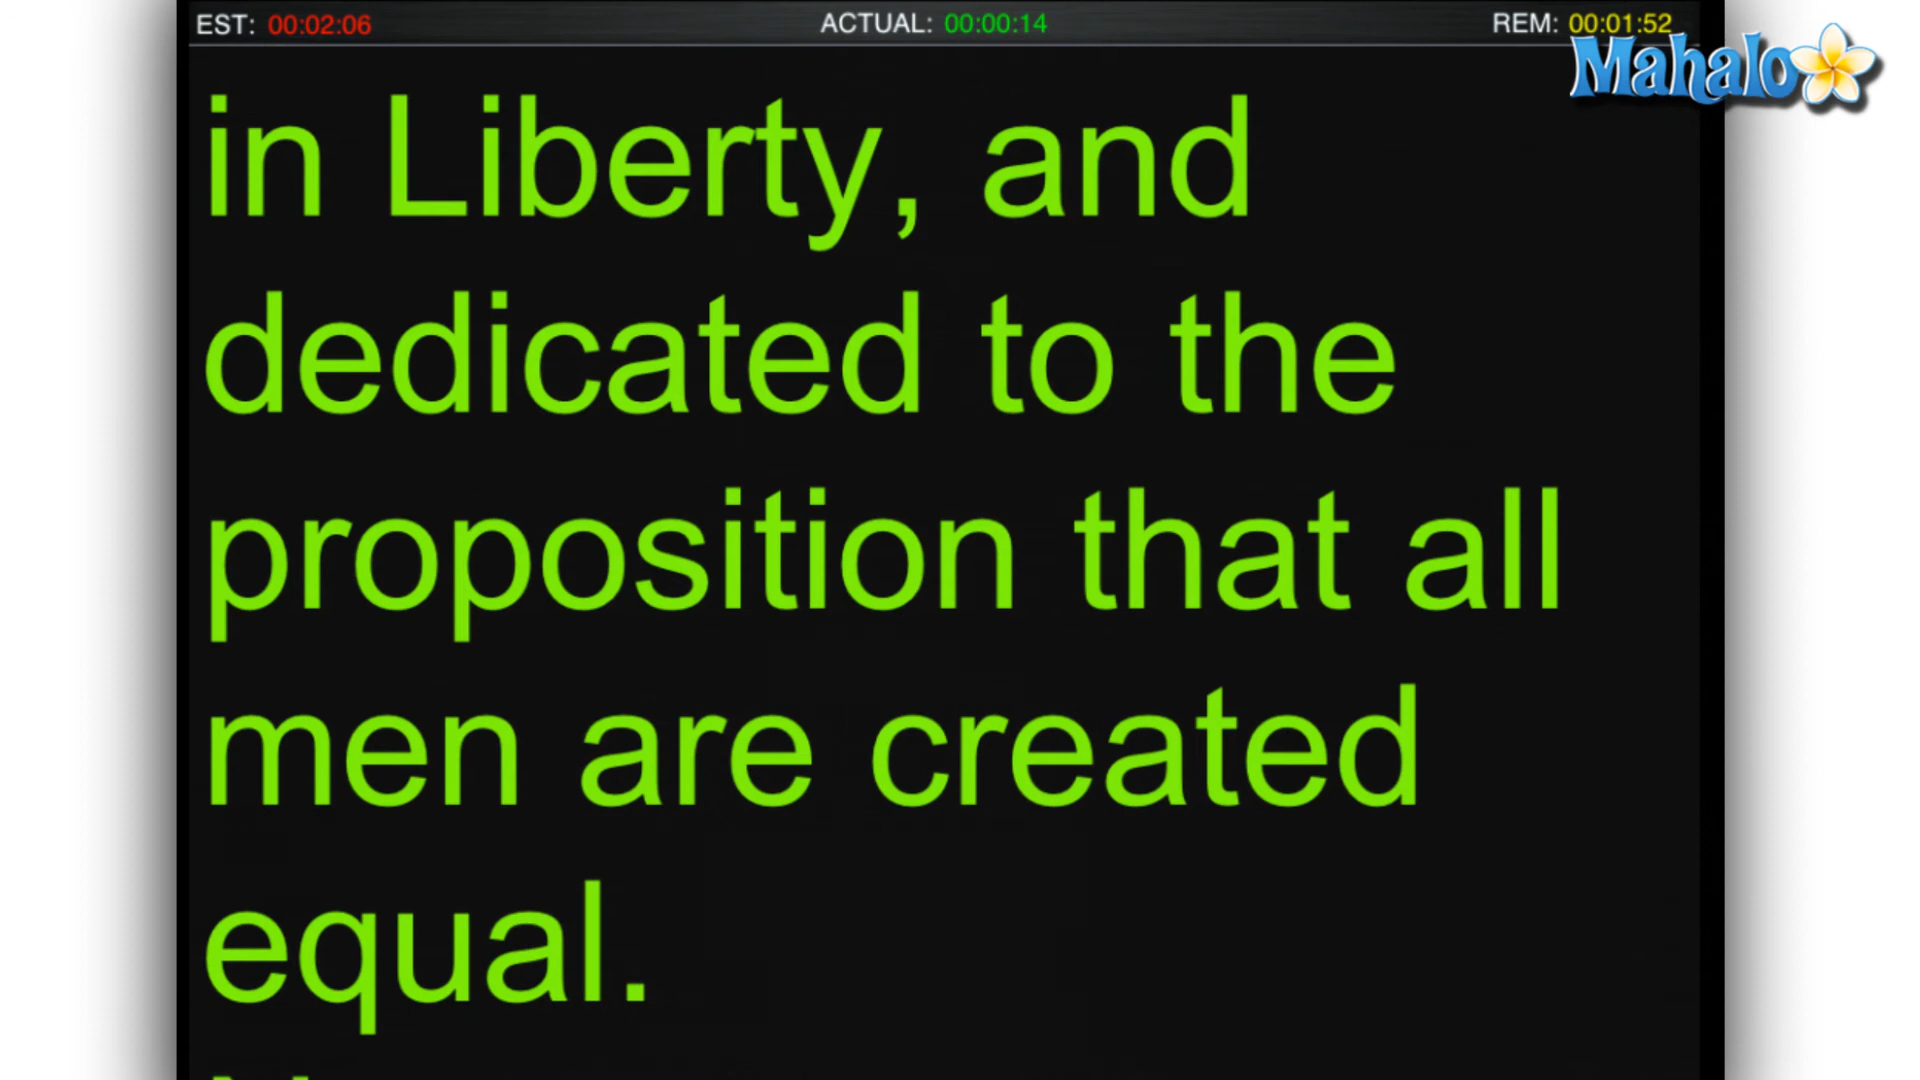 EST: 00:02:06 ACTUAL: 00:00:14 REM: 00:01:52
Mahalo
in Liberty, and
dedicated to the
proposition that all
men are created
equal.